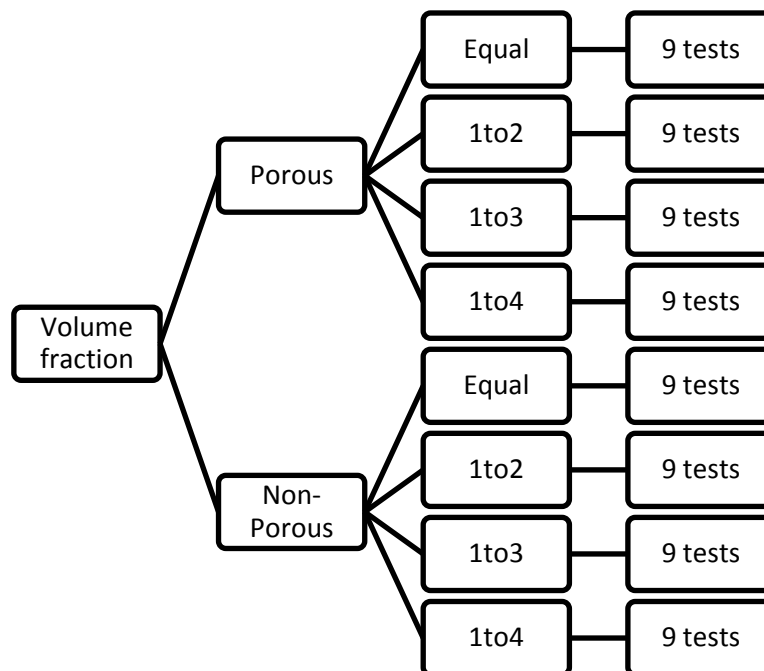 Equal
9 tests
1to2
9 tests
Porous
1to3
9 tests
1to4
9 tests
Volume
fraction
Equal
9 tests
1to2
9 tests
Non-
Porous
1to3
9 tests
1to4
9 tests